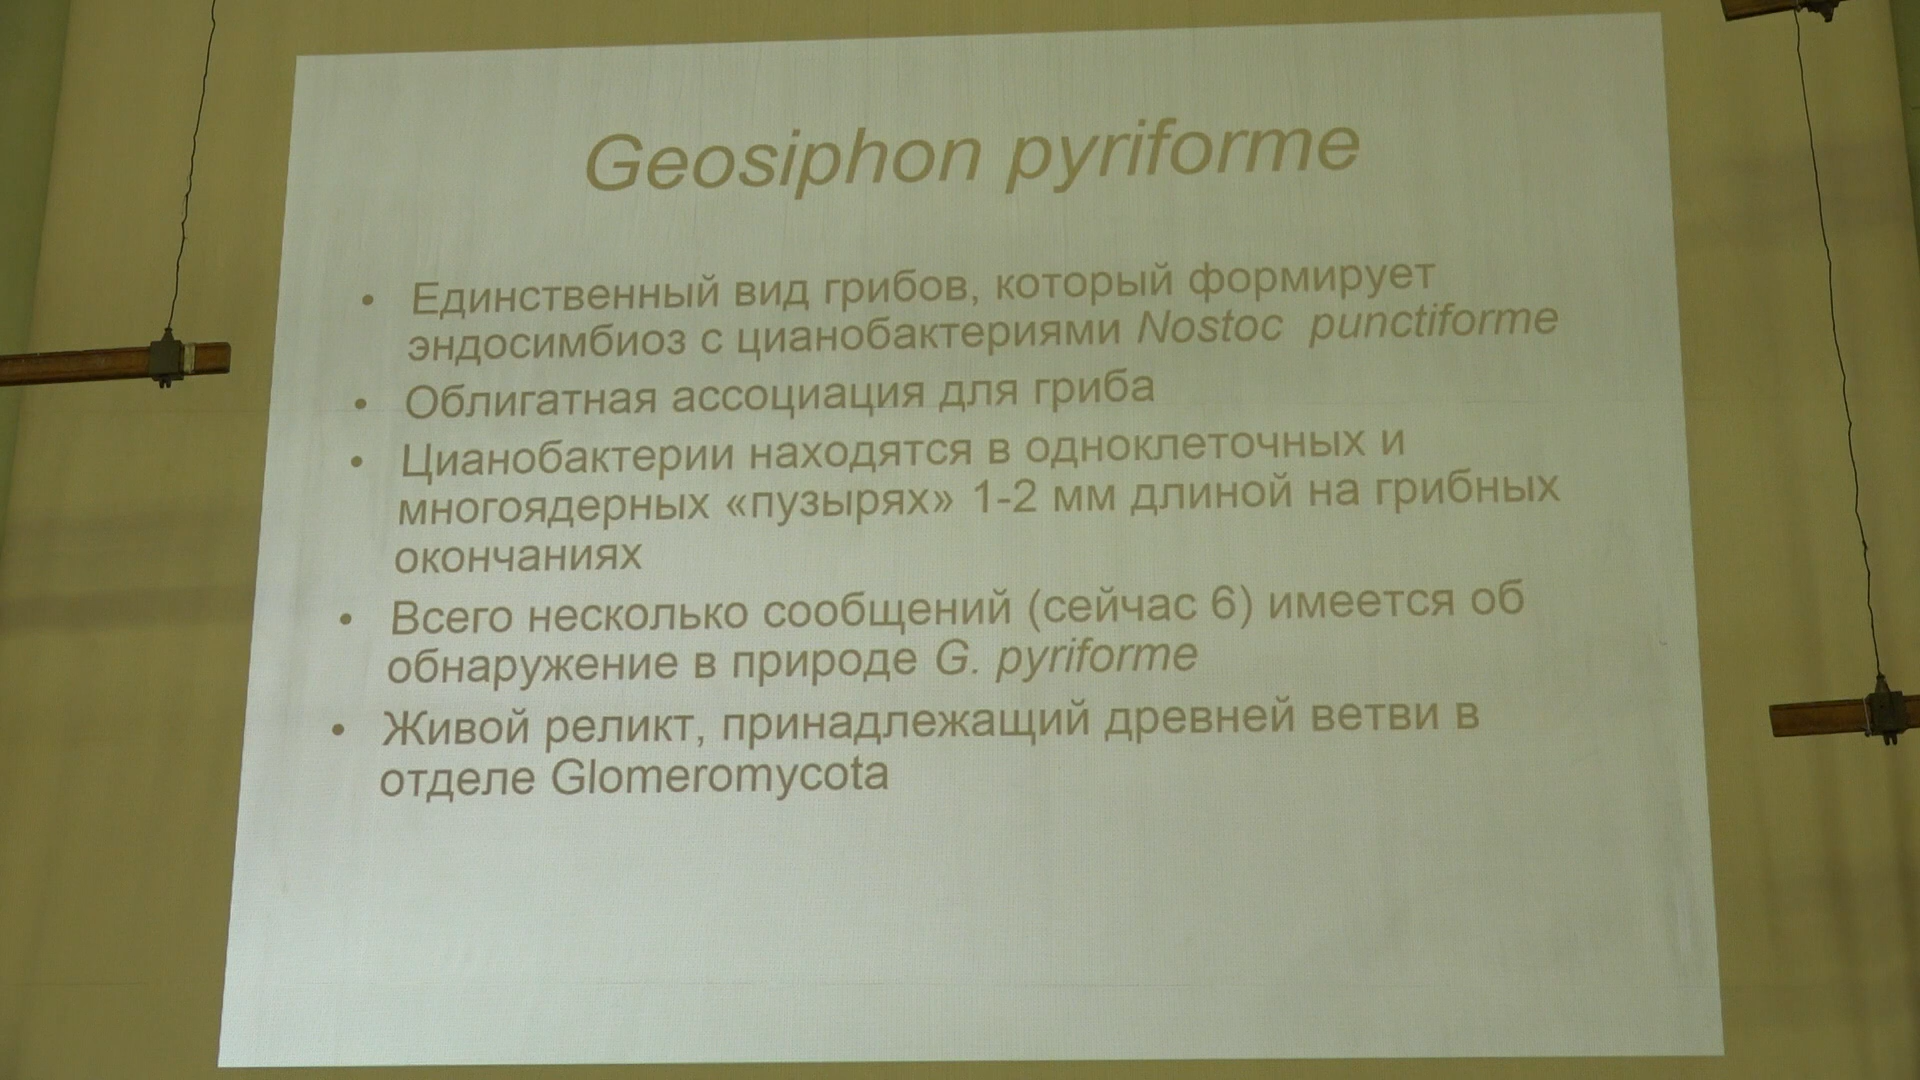 Geosiphon pyriforme
• Единственный вид грибов, который формирует
эндосимбиоз с цианобактериями Nostoc punctiforme
• Облигатная ассоциация для гриба
• Цианобактерии находятся в одноклеточных и
многоядерных «пузырях» 1-2 мм длиной на грибных
окончаниях
• Всего несколько сообщений (сейчас 6) имеется об
обнаружение в природе G. pyriforme
• Живой реликт, принадлежащий древней ветви в
отделе Glomeromycota